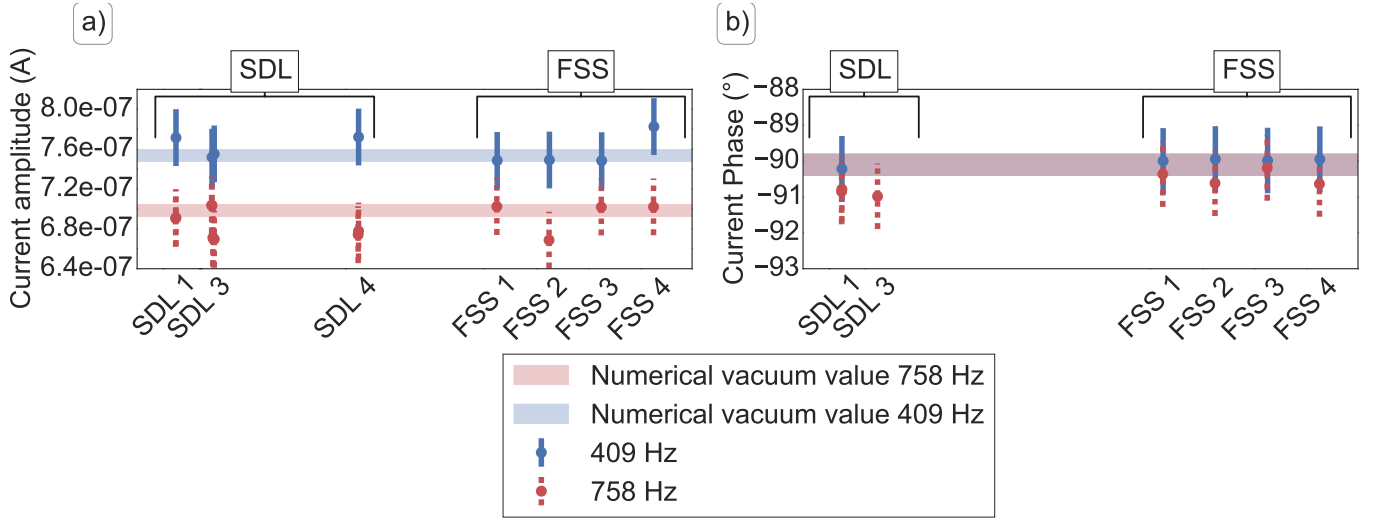 a)
SDL
FSS
Current amplitude (A)
8.0e-07
7.6e-07
7.2e-07
6.8e-07
6.4e-07
SDL 1
SDL 3
SDL 4
FSS 1
FSS 2
FSS 3
FSS 4
b)
SDL
FSS
Current Phase (°)
−88
−89
−90
−91
−92
−93
SDL 1
SDL 3
FSS 1
FSS 2
FSS 3
FSS 4
Numerical vacuum value 758 Hz
Numerical vacuum value 409 Hz
409 Hz
758 Hz